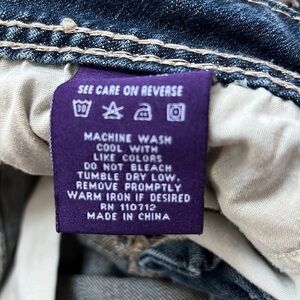 SEE CARE ON REVERSE
30
MACHINE WASH
COOL WITH
LIKE COLORS
DO NOT BLEACH
TUMBLE DRY LOW.
REMOVE PROMPTLY
WARM IRON IF DESIRED
RN 110712
MADE IN CHINA